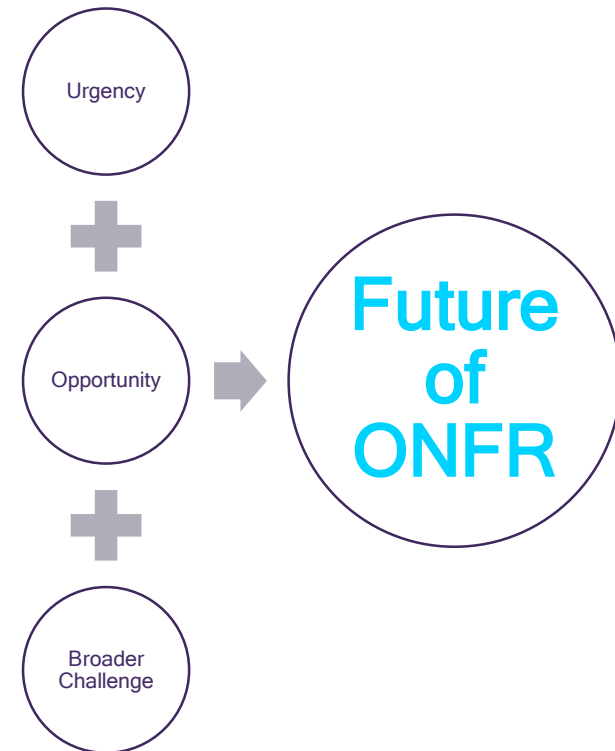 Urgency
Opportunity
Broader
Challenge
Future
of
ONFR